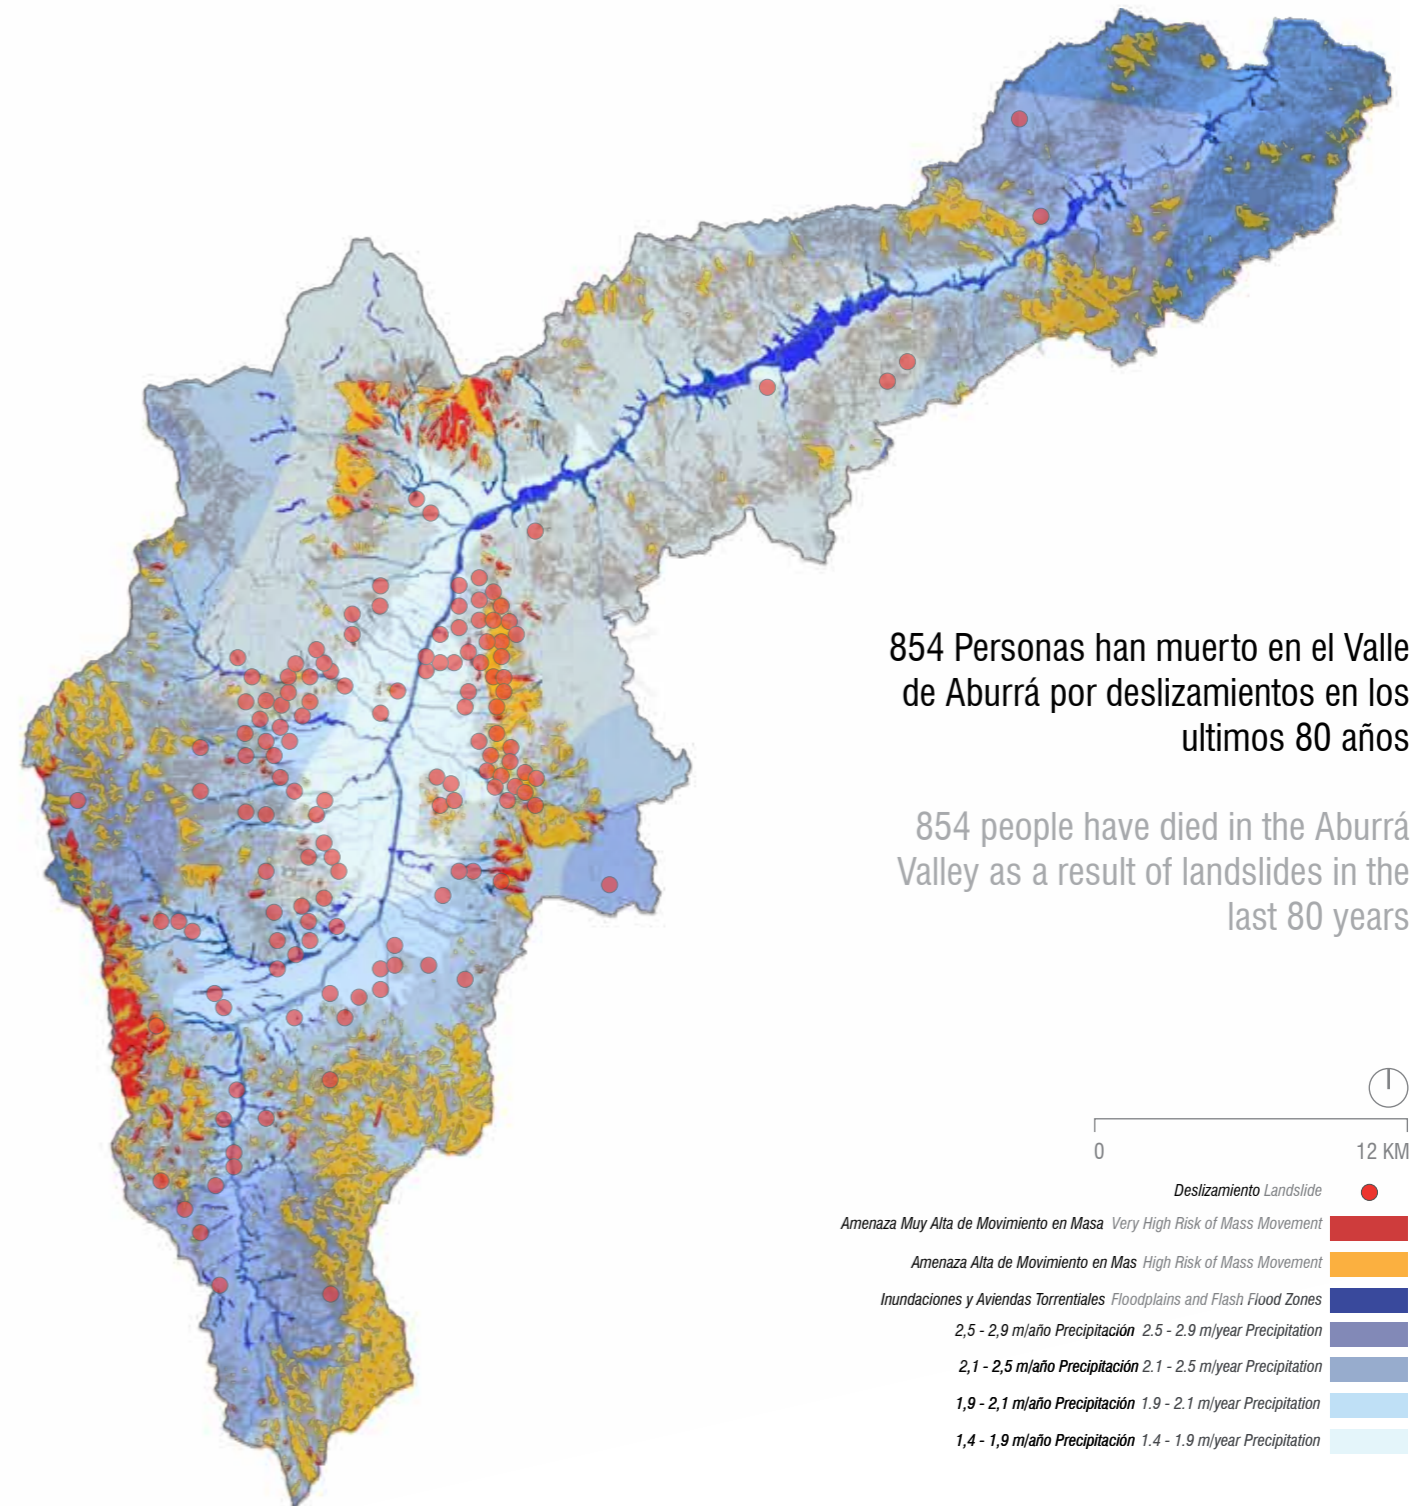 854 Personas han muerto en el Valle
de Aburrá por deslizamientos en los
ultimos 80 años
854 people have died in the Aburrá
Valley as a result of landslides in the
last 80 years
0 12 KM
Deslizamiento Landslide
Amenaza Muy Alta de Movimiento en Masa Very High Risk of Mass Movement
Amenaza Alta de Movimiento en Mas High Risk of Mass Movement
Inundaciones y Aviendas Torrentiales Floodplains and Flash Flood Zones
2,5 - 2,9 m/año Precipitación 2.5 - 2.9 m/year Precipitation
2,1 - 2,5 m/año Precipitación 2.1 - 2.5 m/year Precipitation
1,9 - 2,1 m/año Precipitación 1.9 - 2.1 m/year Precipitation
1,4 - 1,9 m/año Precipitación 1.4 - 1.9 m/year Precipitation